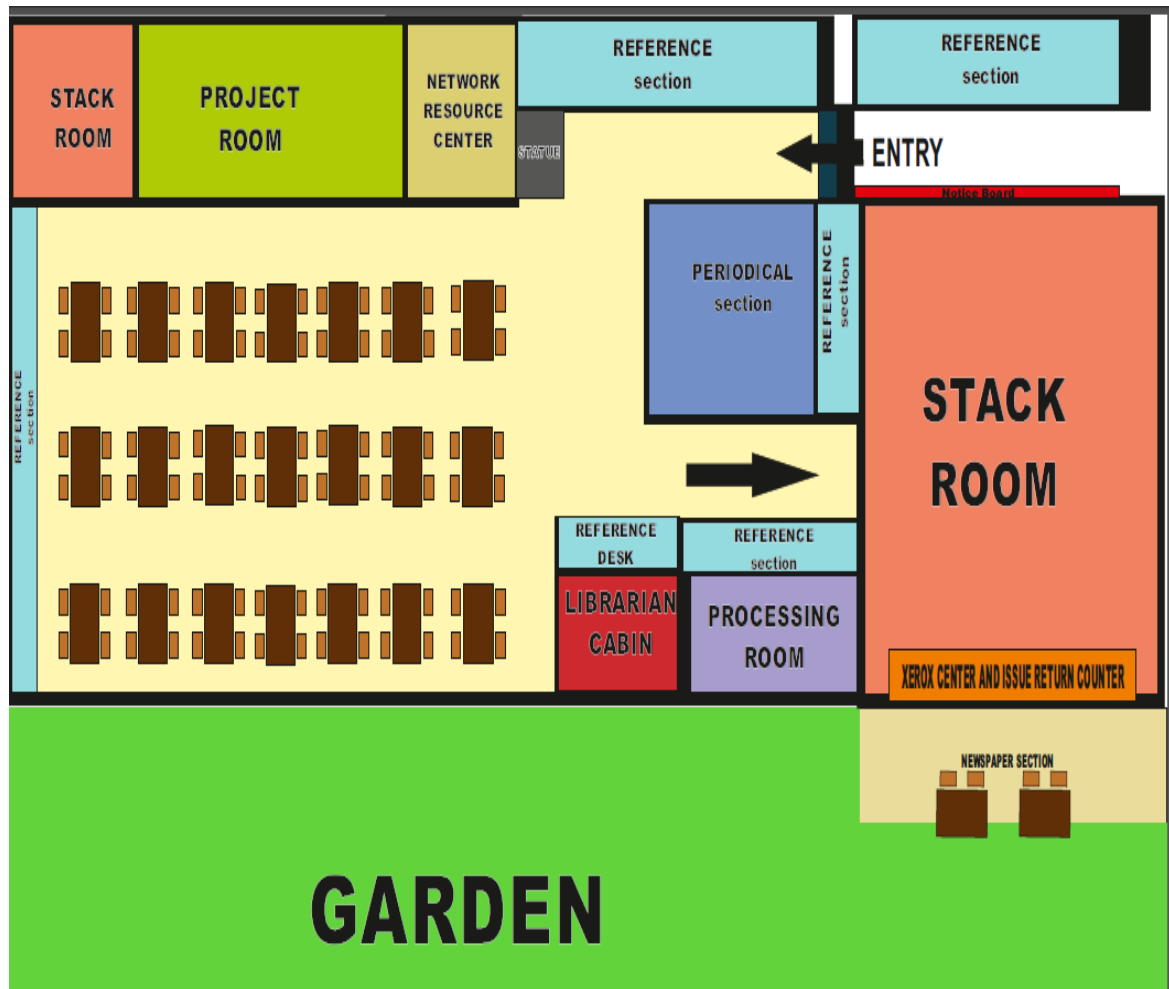 STACK
ROOM
PROJECT
ROOM
NETWORK
RESOURCE
CENTER
REFERENCE
section
REFERENCE
section
STATUE
ENTRY
Notice Board
PERIODICAL
section
REFERENCE
section
REFERENCE
section
STACK
ROOM
REFERENCE
DESK
REFERENCE
section
LIBRARIAN
CABIN
PROCESSING
ROOM
XEROX CENTER AND ISSUE RETURN COUNTER
NEWSPAPER SECTION
GARDEN